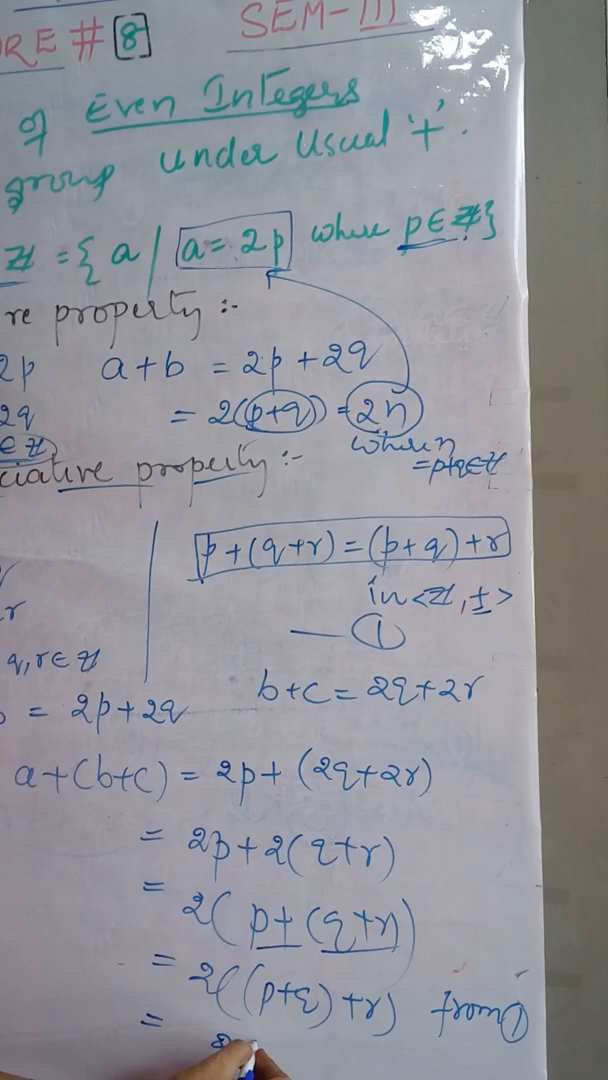 RE # [8] SEM-III
of Even Integers
group under Usual '+'.
ℤ = { a / a = 2p where p ∈ ℤ }
re property :-
2p a+b = 2p + 2q
2q = 2(p+q) = 2n
∈ ℤ where n
= p+q ∈ ℤ
ciative property :-
p + (q+r) = (p+q) + r
r in <ℤ, +>
— ①
q, r ∈ ℤ
b+c = 2q+2r
= 2p + 2q
a+(b+c) = 2p + (2q+2r)
= 2p + 2(q+r)
= 2( p + (q+r) )
= 2( (p+q) + r ) from ①
=